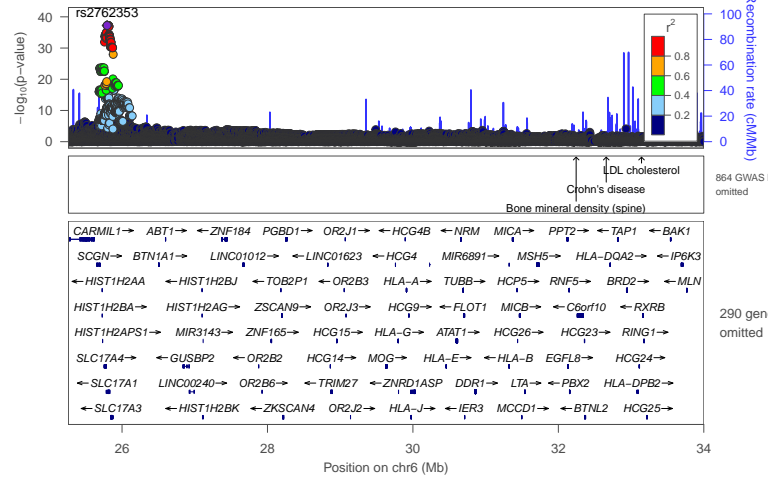 rs2762353
40
30
20
10
0
−log10(p−value)
100
80
60
40
20
0
Recombination rate (cM/Mb)
r2
0.8
0.6
0.4
0.2
LDL cholesterol
Crohn's disease
Bone mineral density (spine)
864 GWAS
omitted
CARMIL1→ ABT1→ ←ZNF184 PGBD1→ OR2J1→ ←HCG4B ←NRM MICA→ PPT2→ ←TAP1 BAK1→
SCGN→ BTN1A1→ LINC01012→ ←LINC01623 ←HCG4 MIR6891→ MSH5→ HLA−DQA2→ ←IP6K3
←HIST1H2AA ←HIST1H2BJ ←TOB2P1 ←OR2B3 HLA−A→ TUBB→ HCP5→ RNF5→ BRD2→ ←MLN
HIST1H2BA→ HIST1H2AG→ ZSCAN9→ OR2J3→ HCG9→ ←FLOT1 MICB→ ←C6orf10 ←RXRB
HIST1H2APS1→ MIR3143→ ZNF165→ HCG15→ HLA−G→ ATAT1→ HCG26→ HCG23→ RING1→
SLC17A4→ ←GUSBP2 ←OR2B2 HCG14→ MOG→ HLA−E→ ←HLA−B EGFL8→ HCG24→
←SLC17A1 LINC00240→ OR2B6→ ←TRIM27 ←ZNRD1ASP DDR1→ LTA→ ←PBX2 HLA−DPB2→
←SLC17A3 ←HIST1H2BK ←ZKSCAN4 OR2J2→ HLA−J→ ←IER3 MCCD1→ ←BTNL2 HCG25→
290 gen
omitted
26 28 30 32 34
Position on chr6 (Mb)